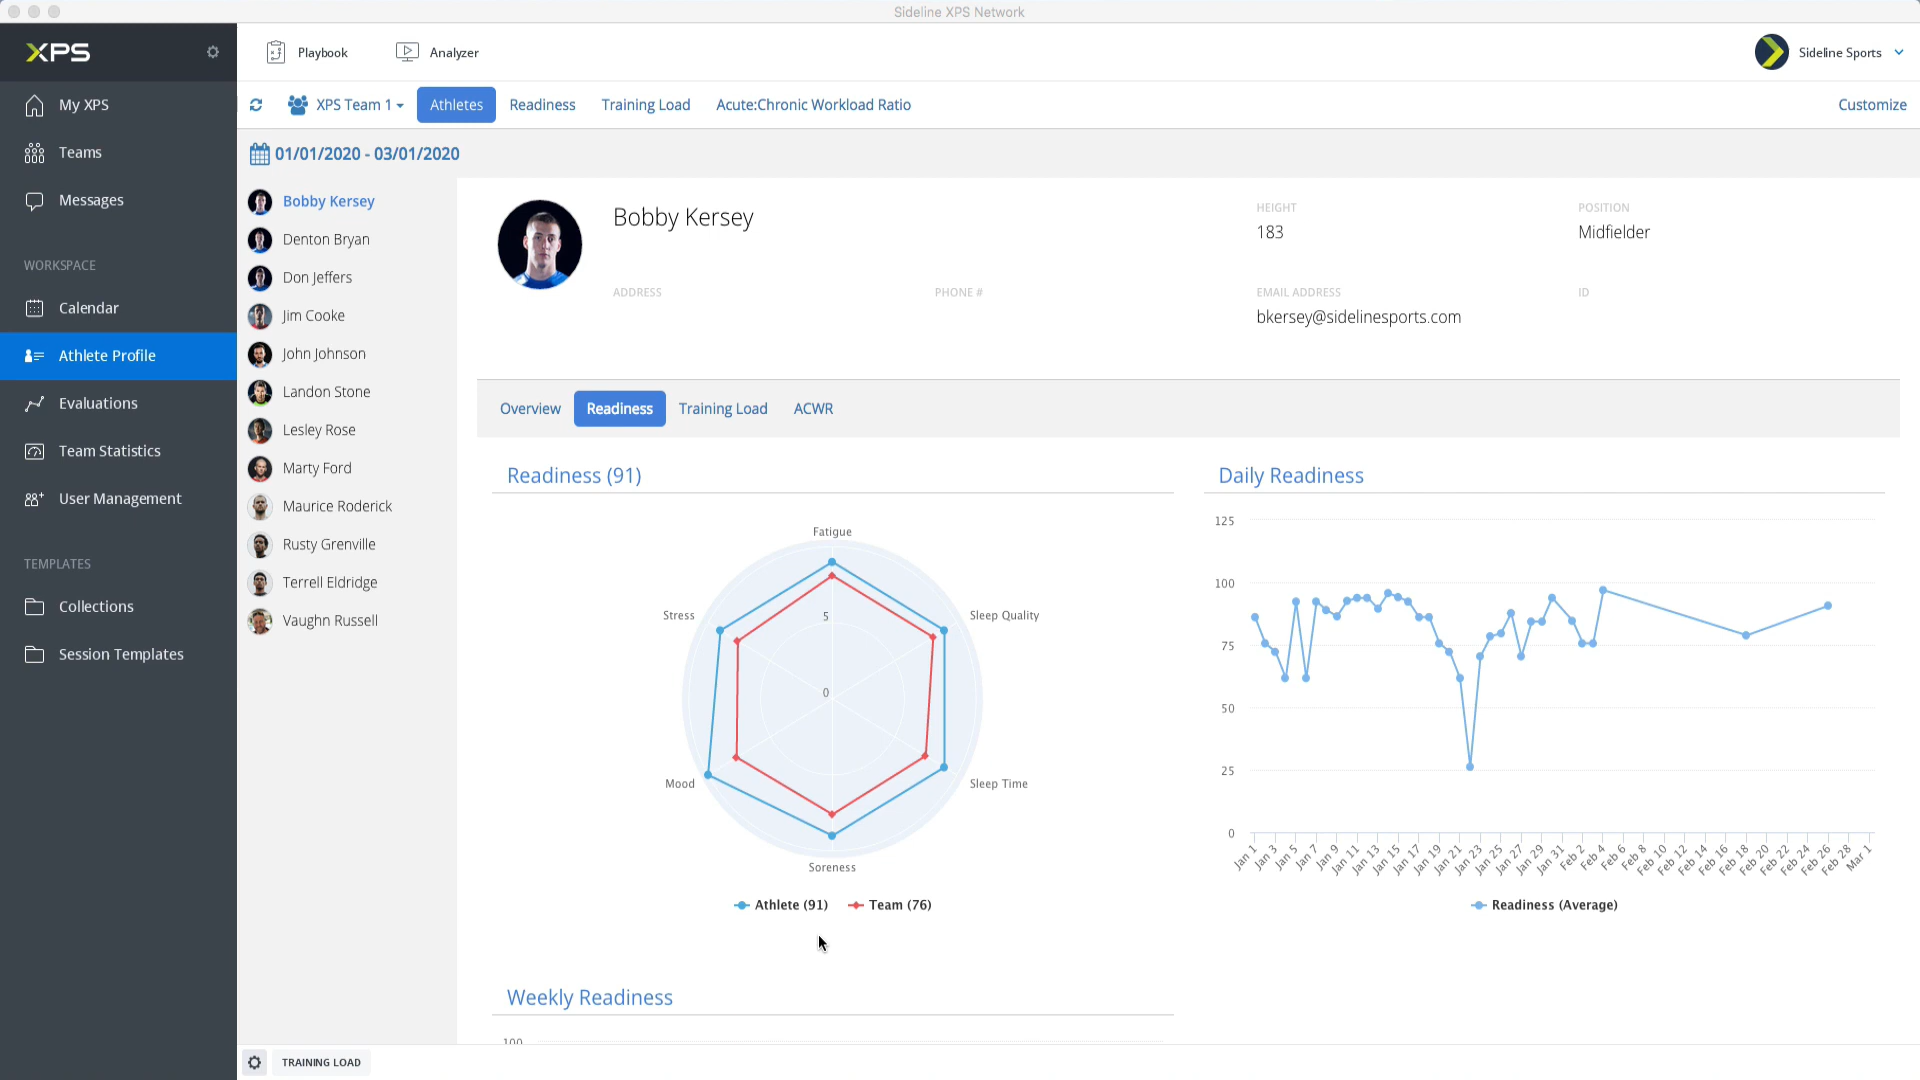 Sideline XPS Network
XPS
Playbook
Analyzer
Sideline Sports
My XPS
Teams
Messages
WORKSPACE
Calendar
Athlete Profile
Evaluations
Team Statistics
User Management
TEMPLATES
Collections
Session Templates
XPS Team 1
Athletes
Readiness
Training Load
Acute:Chronic Workload Ratio
Customize
01/01/2020 - 03/01/2020
Bobby Kersey
Denton Bryan
Don Jeffers
Jim Cooke
John Johnson
Landon Stone
Lesley Rose
Marty Ford
Maurice Roderick
Rusty Grenville
Terrell Eldridge
Vaughn Russell
Bobby Kersey
HEIGHT
183
POSITION
Midfielder
ADDRESS
PHONE #
EMAIL ADDRESS
bkersey@sidelinesports.com
ID
Overview
Readiness
Training Load
ACWR
Readiness (91)
Fatigue
Stress
Sleep Quality
5
0
Mood
Sleep Time
Soreness
Athlete (91)
Team (76)
Daily Readiness
125
100
75
50
25
0
Jan 1
Jan 3
Jan 5
Jan 7
Jan 9
Jan 11
Jan 13
Jan 15
Jan 17
Jan 19
Jan 21
Jan 23
Jan 25
Jan 27
Jan 29
Jan 31
Feb 2
Feb 4
Feb 6
Feb 8
Feb 10
Feb 12
Feb 14
Feb 16
Feb 18
Feb 20
Feb 22
Feb 24
Feb 26
Feb 28
Mar 1
Readiness (Average)
Weekly Readiness
100
TRAINING LOAD